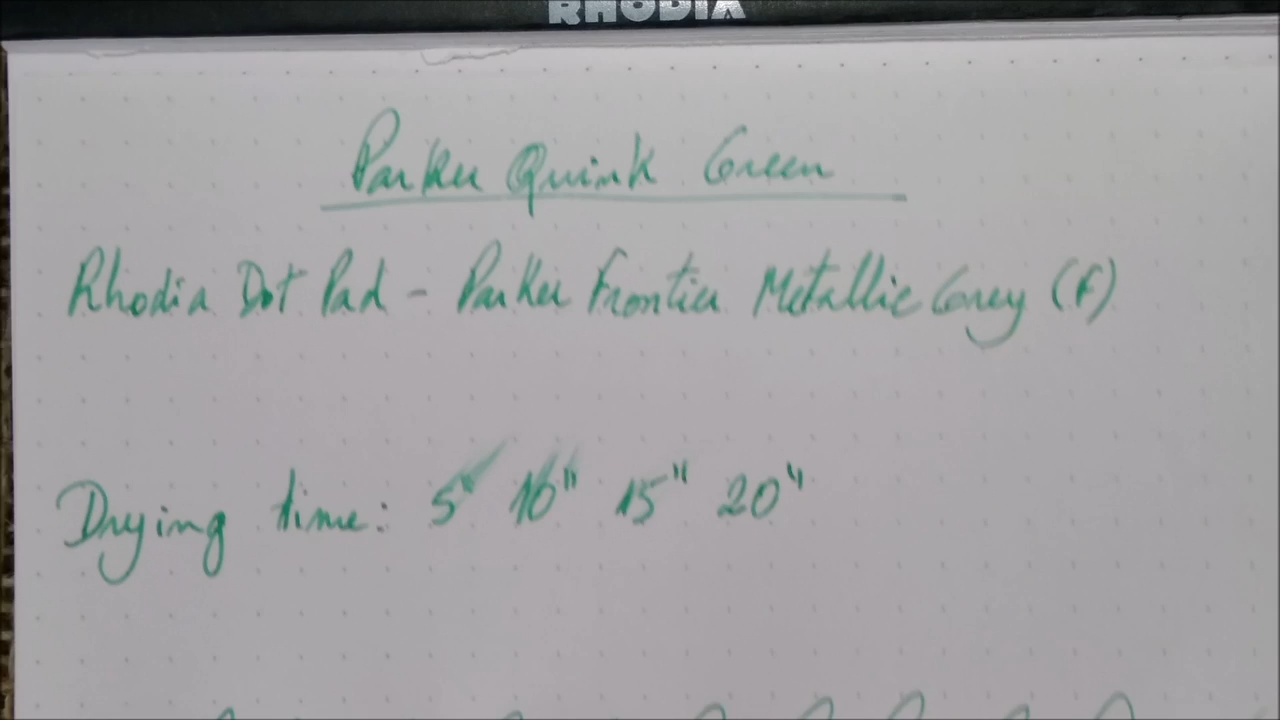 RHODIA
Parker Quink Green
Rhodia Dot Pad - Parker Frontier Metallic Grey (F)
Drying time: 5" 10" 15" 20"